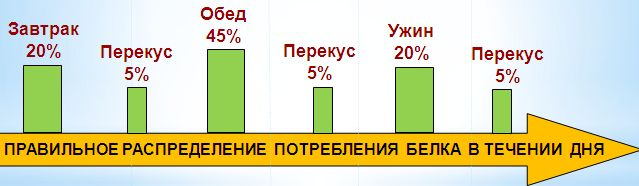 Завтрак
20%
Перекус
5%
Обед
45%
Перекус
5%
Ужин
20%
Перекус
5%
ПРАВИЛЬНОЕ РАСПРЕДЕЛЕНИЕ ПОТРЕБЛЕНИЯ БЕЛКА В ТЕЧЕНИИ ДНЯ